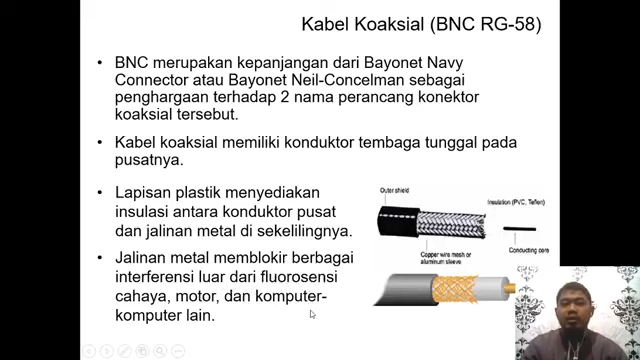 Kabel Koaksial (BNC RG-58)
• BNC merupakan kepanjangan dari Bayonet Navy
Connector atau Bayonet Neil-Concelman sebagai
penghargaan terhadap 2 nama perancang konektor
koaksial tersebut.
• Kabel koaksial memiliki konduktor tembaga tunggal pada
pusatnya.
• Lapisan plastik menyediakan
insulasi antara konduktor pusat
dan jalinan metal di sekelilingnya.
• Jalinan metal memblokir berbagai
interferensi luar dari fluorosensi
cahaya, motor, dan komputer-
komputer lain.
Outer shield
Insulation (PVC, Teflon)
Conducting core
Copper wire mesh or
aluminum sleeve